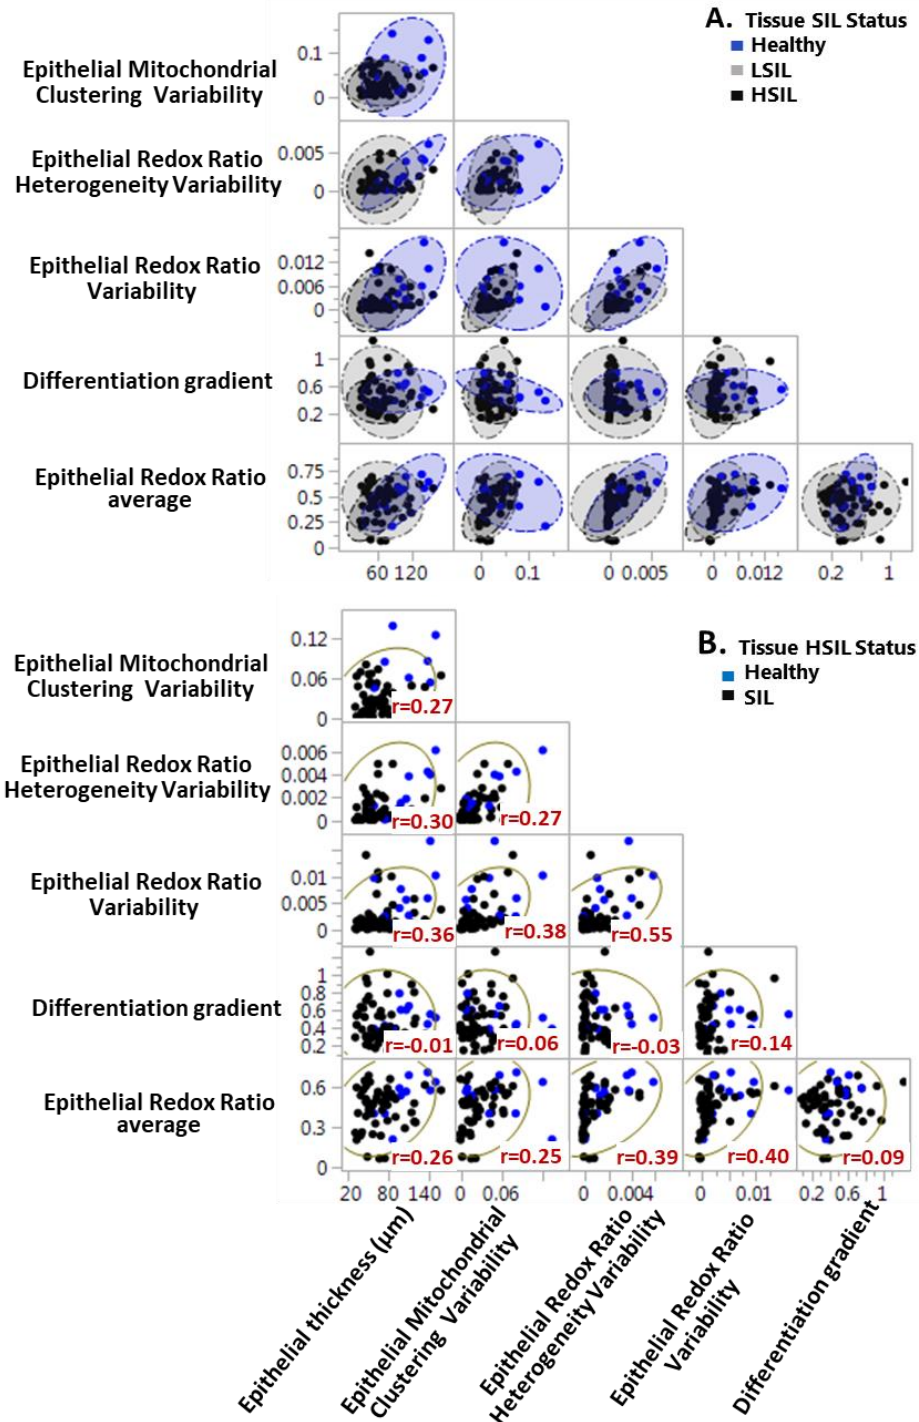 A. Tissue SIL Status
Healthy
LSIL
HSIL
Epithelial Mitochondrial
Clustering Variability
0.1
0
Epithelial Redox Ratio
Heterogeneity Variability
0.005
0
Epithelial Redox Ratio
Variability
0.012
0.006
0
Differentiation gradient
1
0.6
0.2
Epithelial Redox Ratio
average
0.75
0.5
0.25
0
60 120 0 0.1 0 0.005 0 0.012 0.2 1
B. Tissue HSIL Status
Healthy
SIL
Epithelial Mitochondrial
Clustering Variability
0.12
0.06
0
r=0.27
Epithelial Redox Ratio
Heterogeneity Variability
0.006
0.004
0.002
0
r=0.30 r=0.27
Epithelial Redox Ratio
Variability
0.01
0.005
0
r=0.36 r=0.38 r=0.55
Differentiation gradient
1
0.8
0.6
0.4
0.2
r=-0.01 r=0.06 r=-0.03 r=0.14
Epithelial Redox Ratio
average
0.6
0.3
0
r=0.26 r=0.25 r=0.39 r=0.40 r=0.09
20 80 140 0 0.06 0 0.004 0 0.01 0.2 0.6 1
Epithelial thickness (µm)
Epithelial Mitochondrial
Clustering Variability
Epithelial Redox Ratio
Heterogeneity Variability
Epithelial Redox Ratio
Variability
Differentiation gradient